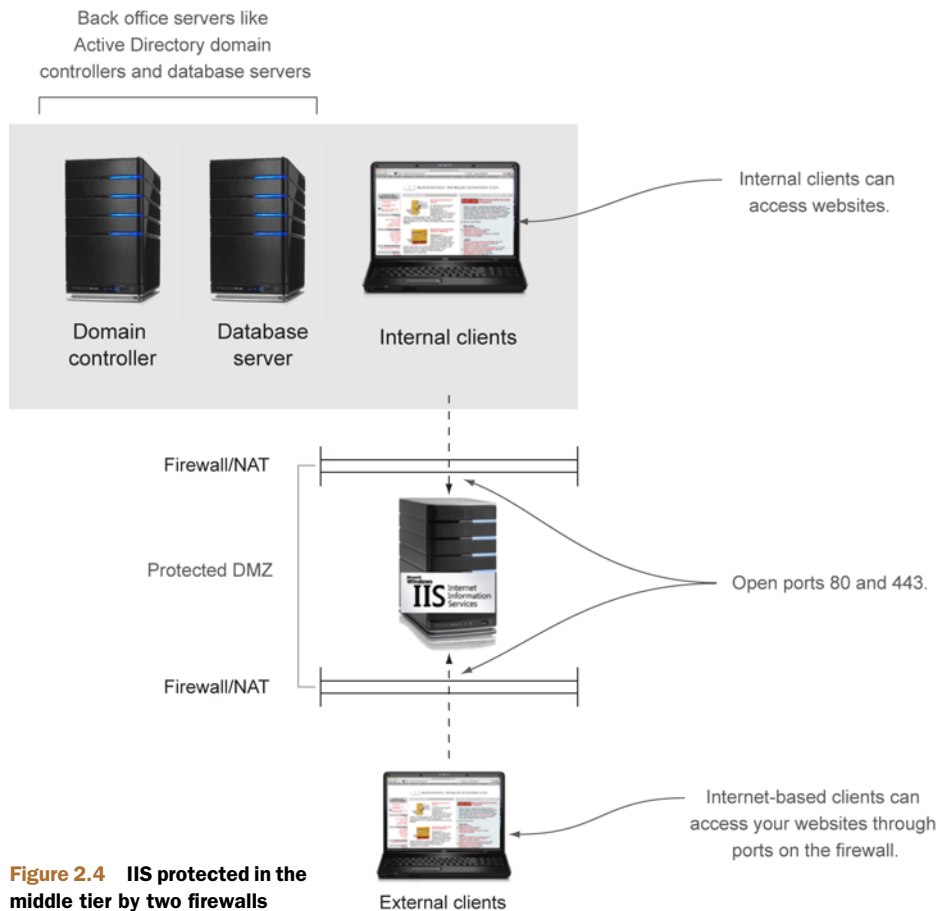 Back office servers like
Active Directory domain
controllers and database servers
Internal clients can
access websites.
Domain
controller
Database
server
Internal clients
Firewall/NAT
Protected DMZ
Windows
IIS
Internet
Information
Services
Open ports 80 and 443.
Firewall/NAT
Internet-based clients can
access your websites through
ports on the firewall.
Figure 2.4 IIS protected in the
middle tier by two firewalls
External clients